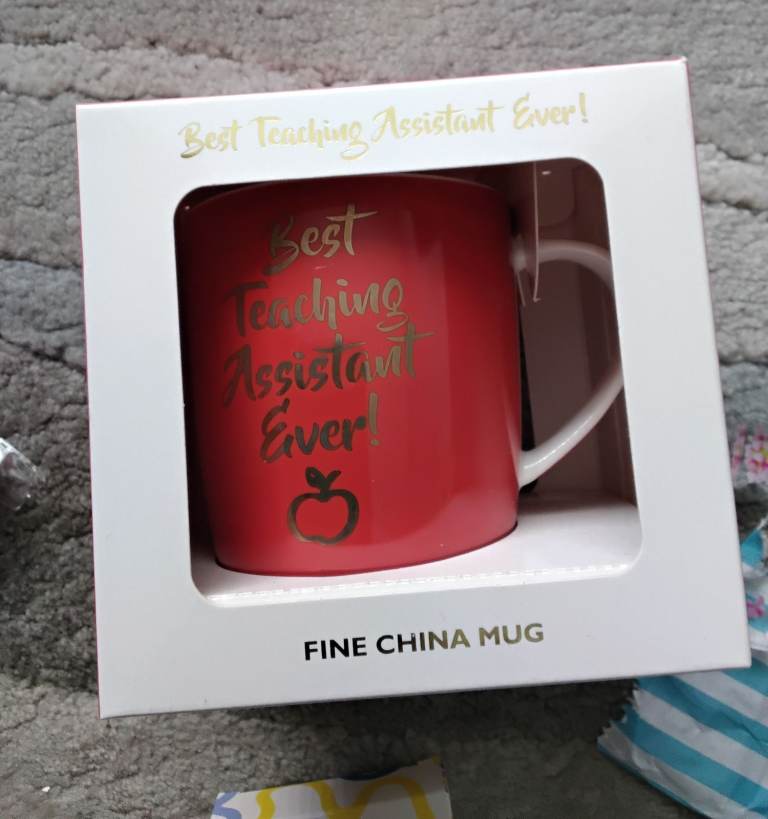 Best Teaching Assistant Ever!
Best
Teaching
Assistant
Ever!
FINE CHINA MUG